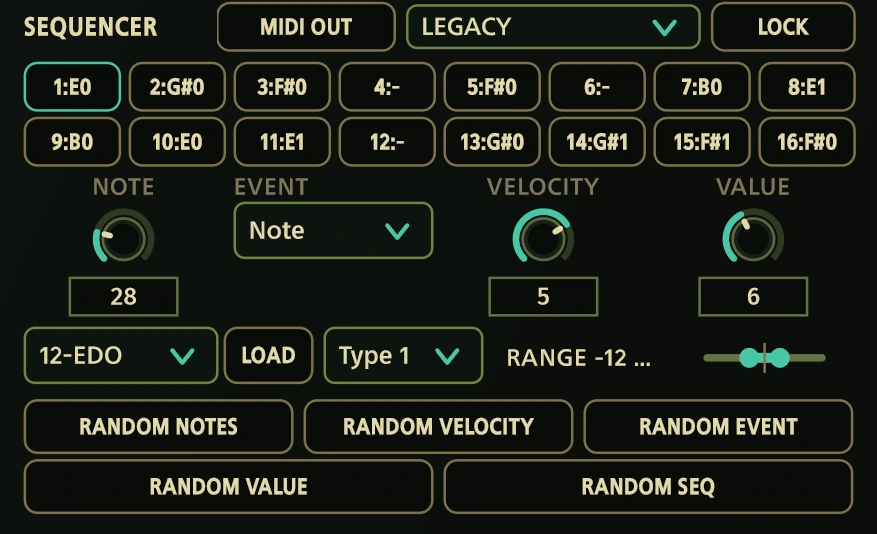 SEQUENCER MIDI OUT LEGACY LOCK
1:E0 2:G#0 3:F#0 4:- 5:F#0 6:- 7:B0 8:E1
9:B0 10:E0 11:E1 12:- 13:G#0 14:G#1 15:F#1 16:F#0
NOTE EVENT VELOCITY VALUE
Note
28 5 6
12-EDO LOAD Type 1 RANGE -12 ...
RANDOM NOTES RANDOM VELOCITY RANDOM EVENT
RANDOM VALUE RANDOM SEQ